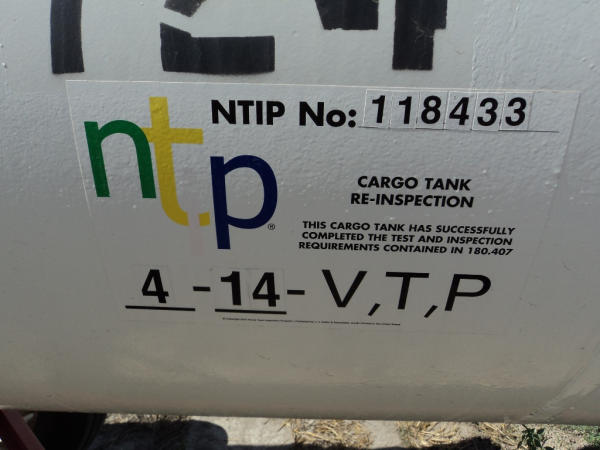 NTIP No: 118433
ntp®
CARGO TANK
RE-INSPECTION
THIS CARGO TANK HAS SUCCESSFULLY
COMPLETED THE TEST AND INSPECTION
REQUIREMENTS CONTAINED IN 180.407
4-14-V,T,P